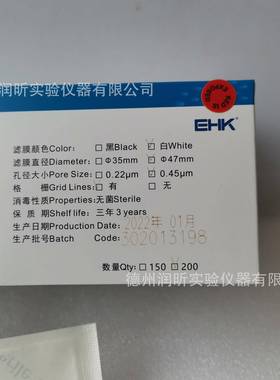 德州润昕实验仪器有限公司
EHK
滤膜颜色Color: □黑Black ☑白White
滤膜直径Diameter: □Φ35mm ☑Φ47mm
孔径大小Pore Size: □0.22μm ☑0.45μm
格 栅Grid Lines: □有 □无
消毒性质Properties:无菌Sterile
保 质 期Shelf life: 三年3 years
生产日期Production Date: 2022年 01月
生产批号Batch Code: 302013198
数量Qty: □150 ☑200
德州润昕实验仪器有限公司